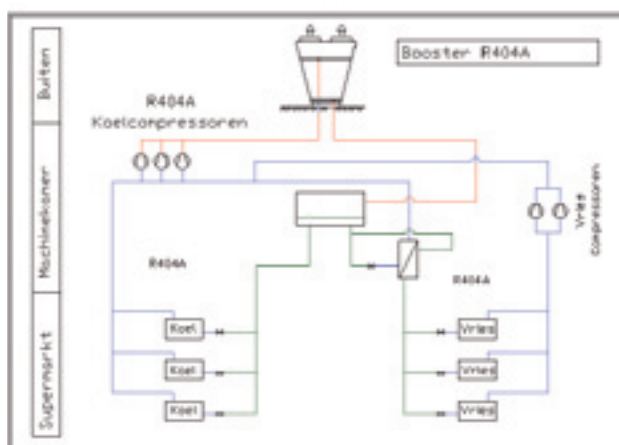 Buiten
Booster R404A
R404A
Koelcompressoren
Machinekamer
Vries
Compressoren
R404A
R404A
Supermarkt
Koel
Vries
Koel
Vries
Koel
Vries